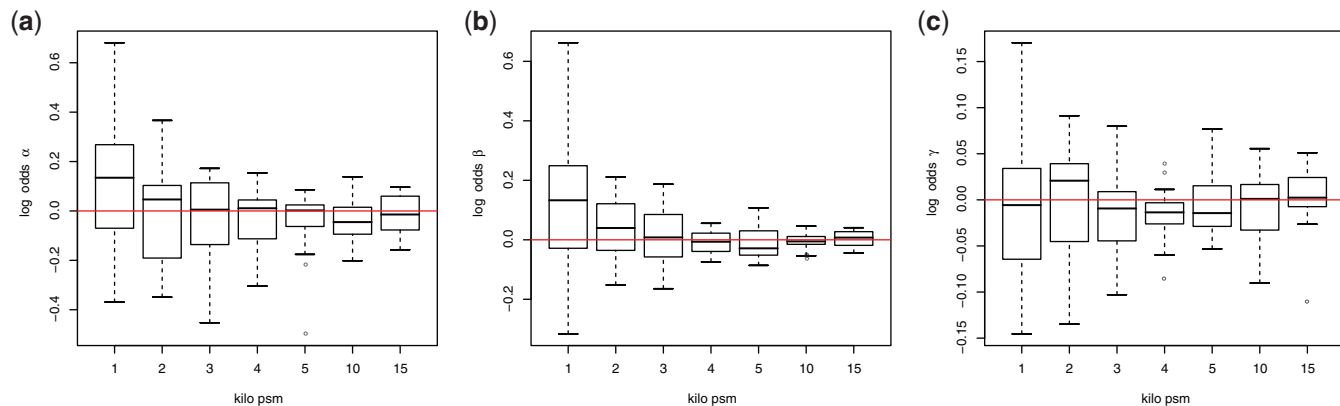 (a)
log odds α
0.6
0.4
0.2
0.0
−0.2
−0.4
1 2 3 4 5 10 15
kilo psm
(b)
log odds β
0.6
0.4
0.2
0.0
−0.2
1 2 3 4 5 10 15
kilo psm
(c)
log odds γ
0.15
0.10
0.05
0.00
−0.05
−0.10
−0.15
1 2 3 4 5 10 15
kilo psm